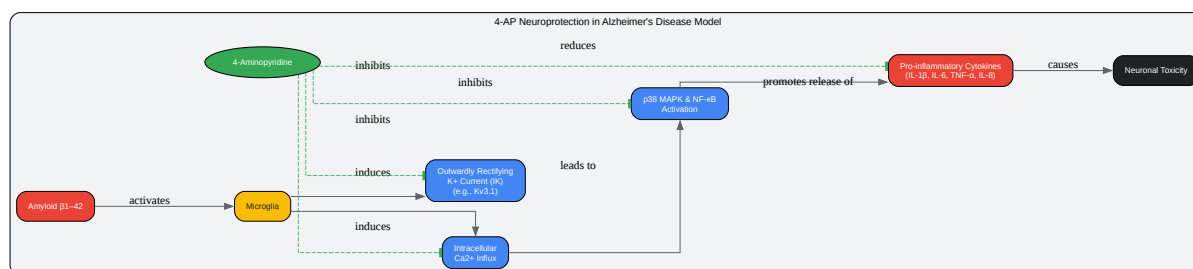 4-AP Neuroprotection in Alzheimer's Disease Model
reduces
4-Aminopyridine
inhibits
Pro-inflammatory Cytokines
(IL-1β, IL-6, TNF-α, IL-8)
causes
Neuronal Toxicity
inhibits
promotes release of
p38 MAPK & NF-κB
Activation
inhibits
leads to
induces
Outwardly Rectifying
K+ Current (IK)
(e.g., Kv3.1)
Amyloid β1–42
activates
Microglia
induces
Intracellular
Ca2+ Influx